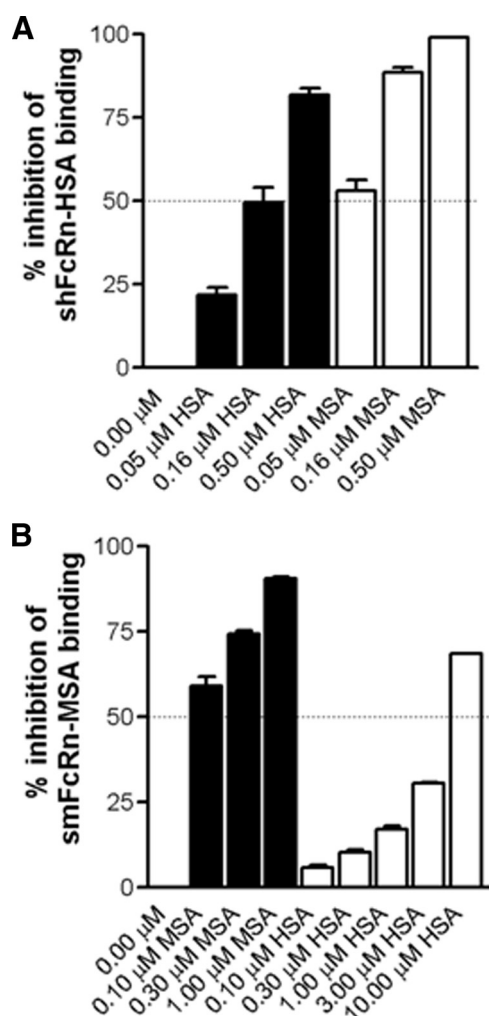 A
% inhibition of
shFcRn-HSA binding
100
75
50
25
0
0.00 μM
0.05 μM HSA
0.16 μM HSA
0.50 μM HSA
0.05 μM MSA
0.16 μM MSA
0.50 μM MSA
B
% inhibition of
smFcRn-MSA binding
100
75
50
25
0
0.00 μM
0.10 μM MSA
0.30 μM MSA
1.00 μM MSA
0.10 μM HSA
0.30 μM HSA
1.00 μM HSA
3.00 μM HSA
10.00 μM HSA